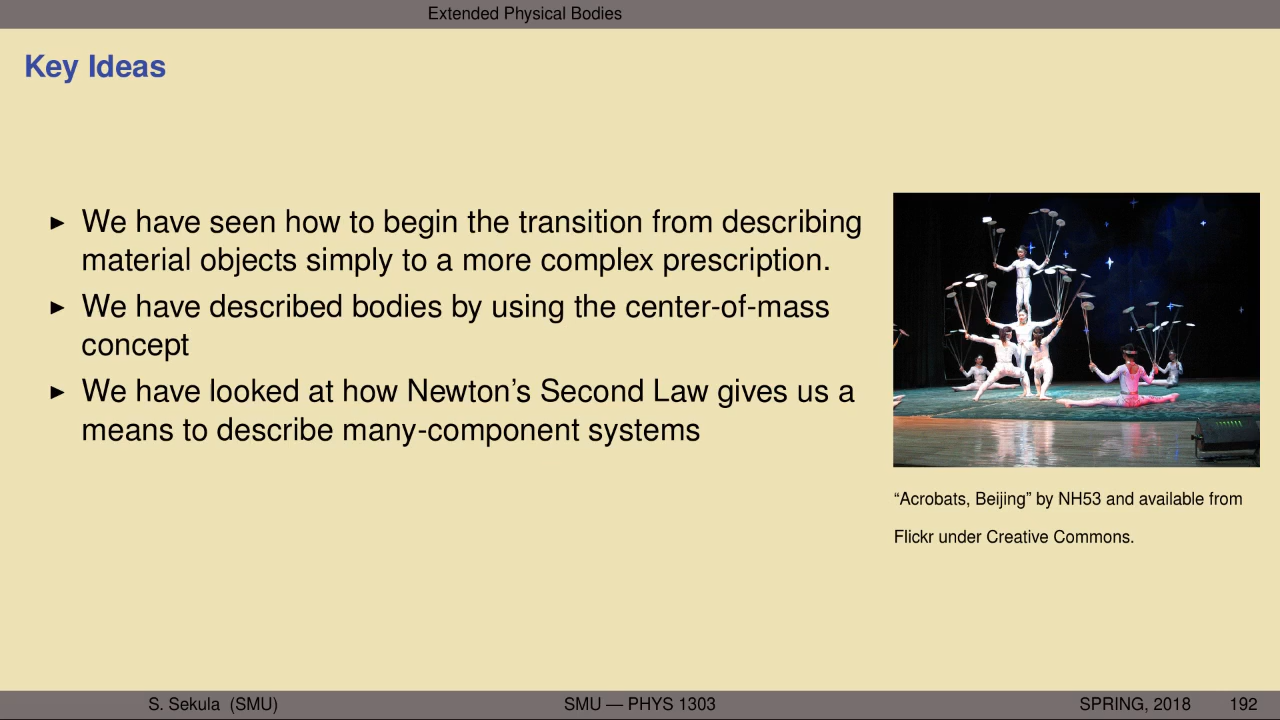 Extended Physical Bodies
Key Ideas
► We have seen how to begin the transition from describing
material objects simply to a more complex prescription.
► We have described bodies by using the center-of-mass
concept
► We have looked at how Newton’s Second Law gives us a
means to describe many-component systems
“Acrobats, Beijing” by NH53 and available from
Flickr under Creative Commons.
S. Sekula (SMU) SMU — PHYS 1303 SPRING, 2018 192